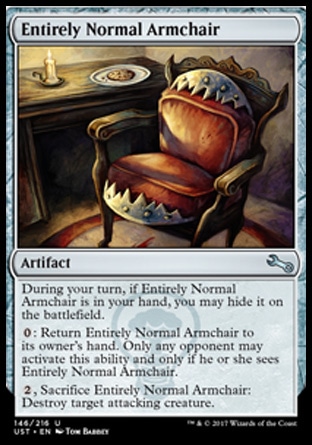 Entirely Normal Armchair
Artifact
During your turn, if Entirely Normal
Armchair is in your hand, you may hide it
on the battlefield.
0: Return Entirely Normal Armchair to
its owner's hand. Only any opponent may
activate this ability and only if he or she sees
Entirely Normal Armchair.
2, Sacrifice Entirely Normal Armchair:
Destroy target attacking creature.
146/216 U
UST • EN Tom Babbey
™ & © 2017 Wizards of the Coast